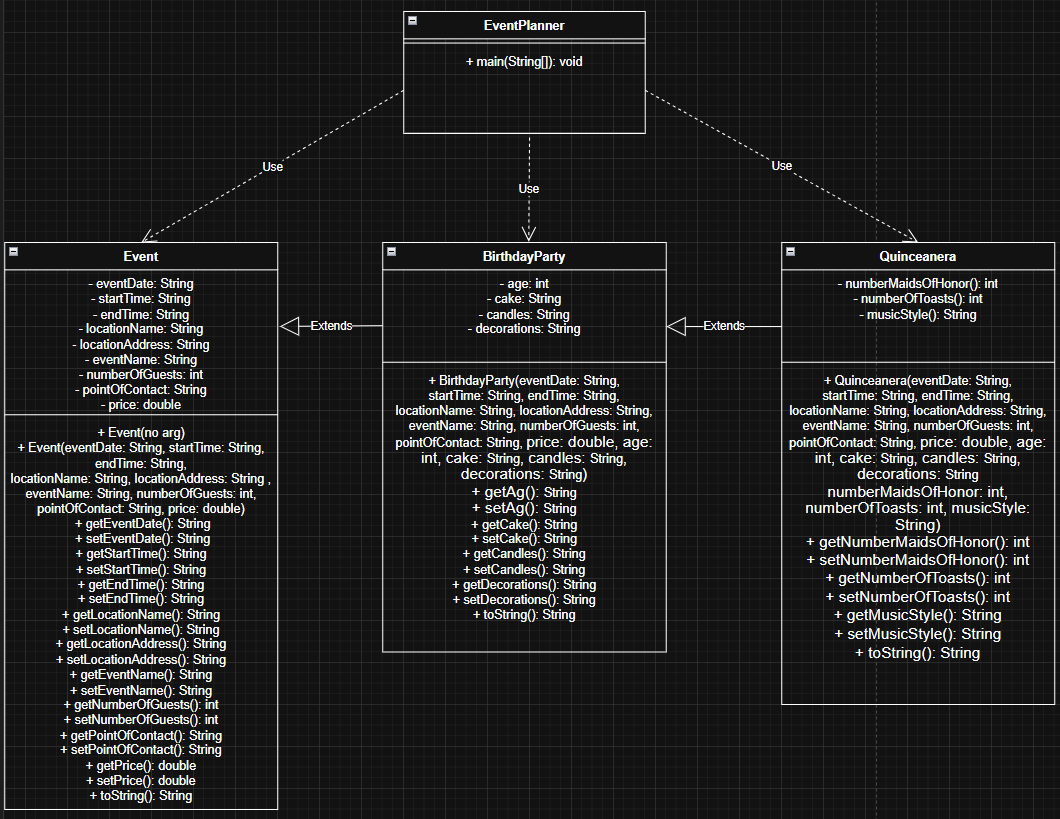 EventPlanner
+ main(String[]): void
Use
Use
Use
Event
- eventDate: String
- startTime: String
- endTime: String
- locationName: String
- locationAddress: String
- eventName: String
- numberOfGuests: int
- pointOfContact: String
- price: double
+ Event(no arg)
+ Event(eventDate: String, startTime: String,
endTime: String,
locationName: String, locationAddress: String ,
eventName: String, numberOfGuests: int,
pointOfContact: String, price: double)
+ getEventDate(): String
+ setEventDate(): String
+ getStartTime(): String
+ setStartTime(): String
+ getEndTime(): String
+ setEndTime(): String
+ getLocationName(): String
+ setLocationName(): String
+ getLocationAddress(): String
+ setLocationAddress(): String
+ getEventName(): String
+ setEventName(): String
+ getNumberOfGuests(): int
+ setNumberOfGuests(): int
+ getPointOfContact(): String
+ setPointOfContact(): String
+ getPrice(): double
+ setPrice(): double
+ toString(): String
Extends
BirthdayParty
- age: int
- cake: String
- candles: String
- decorations: String
+ BirthdayParty(eventDate: String,
startTime: String, endTime: String,
locationName: String, locationAddress: String,
eventName: String, numberOfGuests: int,
pointOfContact: String, price: double, age:
int, cake: String, candles: String,
decorations: String)
+ getAg(): String
+ setAg(): String
+ getCake(): String
+ setCake(): String
+ getCandles(): String
+ setCandles(): String
+ getDecorations(): String
+ setDecorations(): String
+ toString(): String
Extends
Quinceanera
- numberMaidsOfHonor(): int
- numberOfToasts(): int
- musicStyle(): String
+ Quinceanera(eventDate: String,
startTime: String, endTime: String,
locationName: String, locationAddress: String,
eventName: String, numberOfGuests: int,
pointOfContact: String, price: double, age:
int, cake: String, candles: String,
decorations: String
numberMaidsOfHonor: int,
numberOfToasts: int, musicStyle:
String)
+ getNumberMaidsOfHonor(): int
+ setNumberMaidsOfHonor(): int
+ getNumberOfToasts(): int
+ setNumberOfToasts(): int
+ getMusicStyle(): String
+ setMusicStyle(): String
+ toString(): String